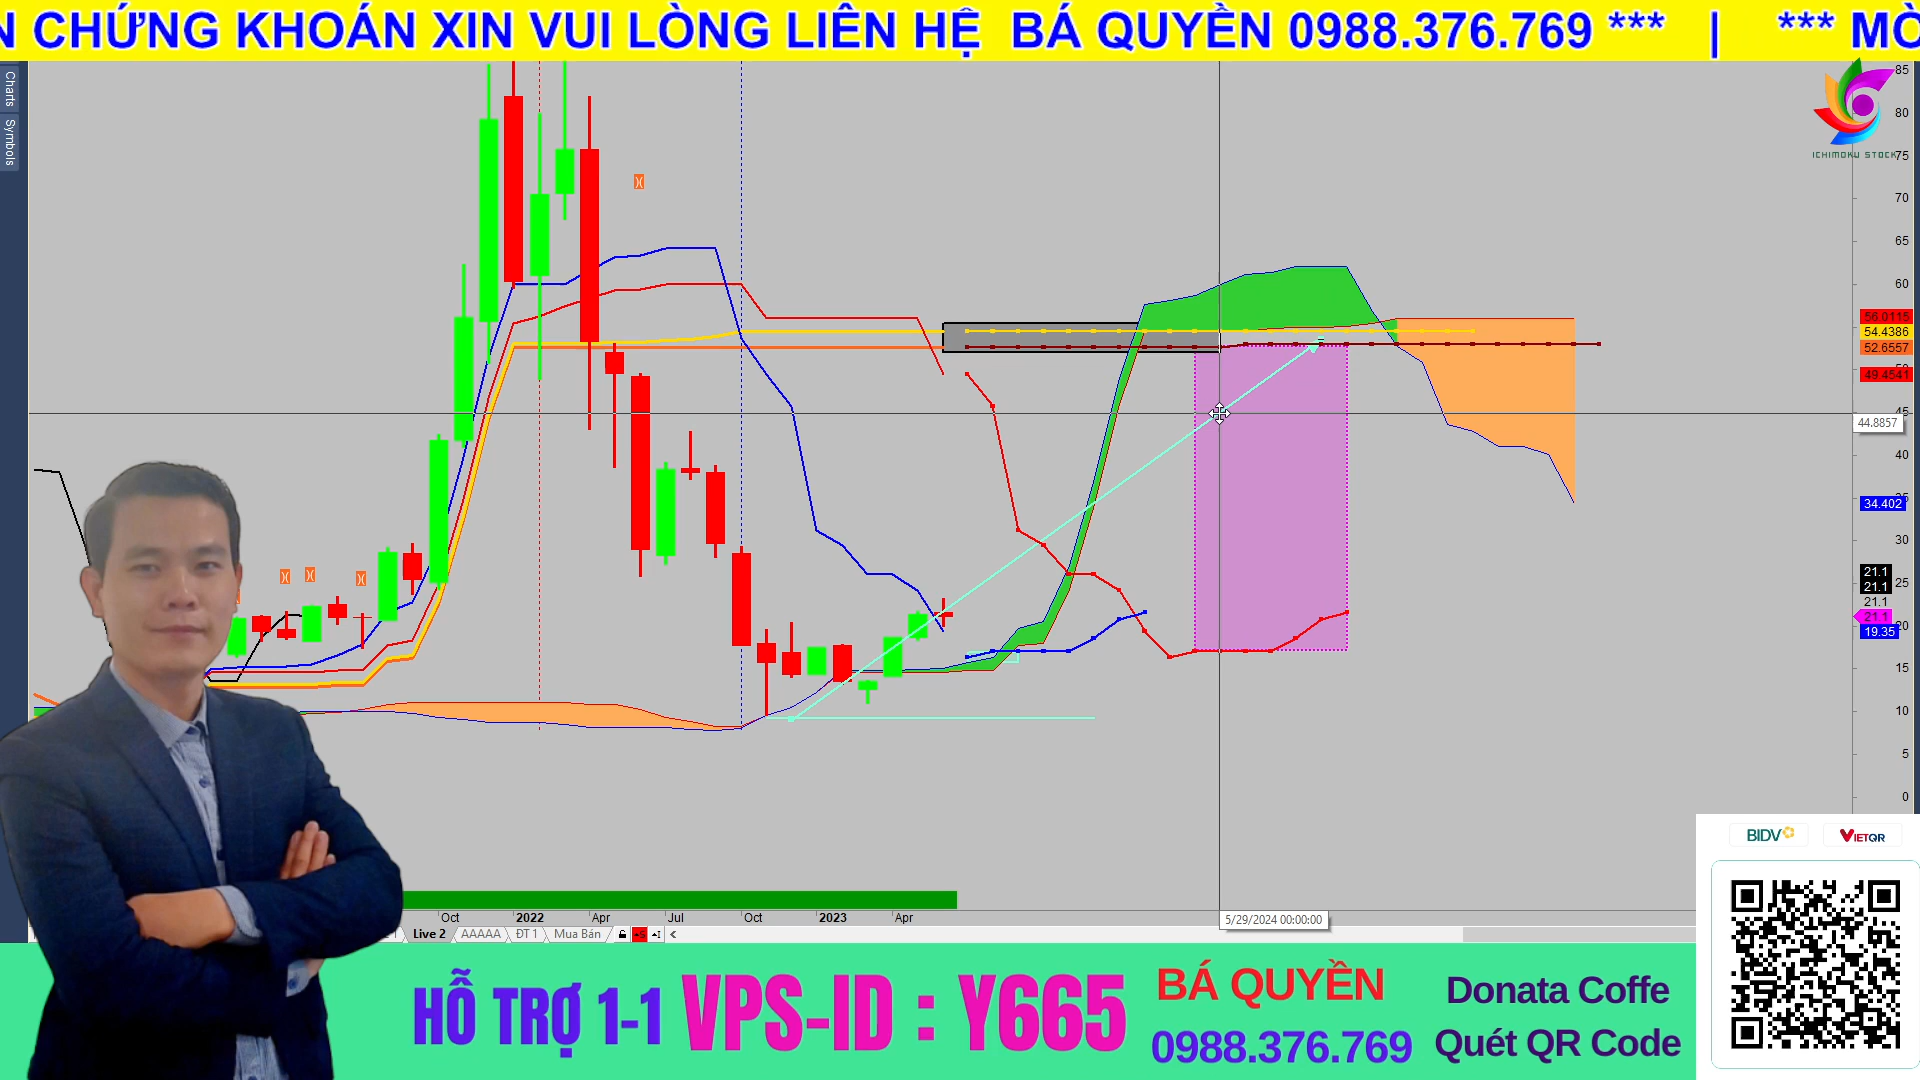 N CHỨNG KHOÁN XIN VUI LÒNG LIÊN HỆ BÁ QUYỀN 0988.376.769 *** | *** MÒ
Charts
Symbols
ICHIMOKU STOCK
85
80
75
70
65
60
56.0115
54.4386
52.6557
49.4541
45
44.8857
40
34.402
30
21.1
21.1
25
21.1
21.1
20
19.35
15
10
5
0
Oct
2022
Apr
Jul
Oct
2023
Apr
5/29/2024 00:00:00
Live 2
AAAAA
ĐT 1
Mua Bán
BIDV
VIETQR
HỖ TRỢ 1-1
VPS-ID : Y665
BÁ QUYỀN
0988.376.769
Donata Coffe
Quét QR Code